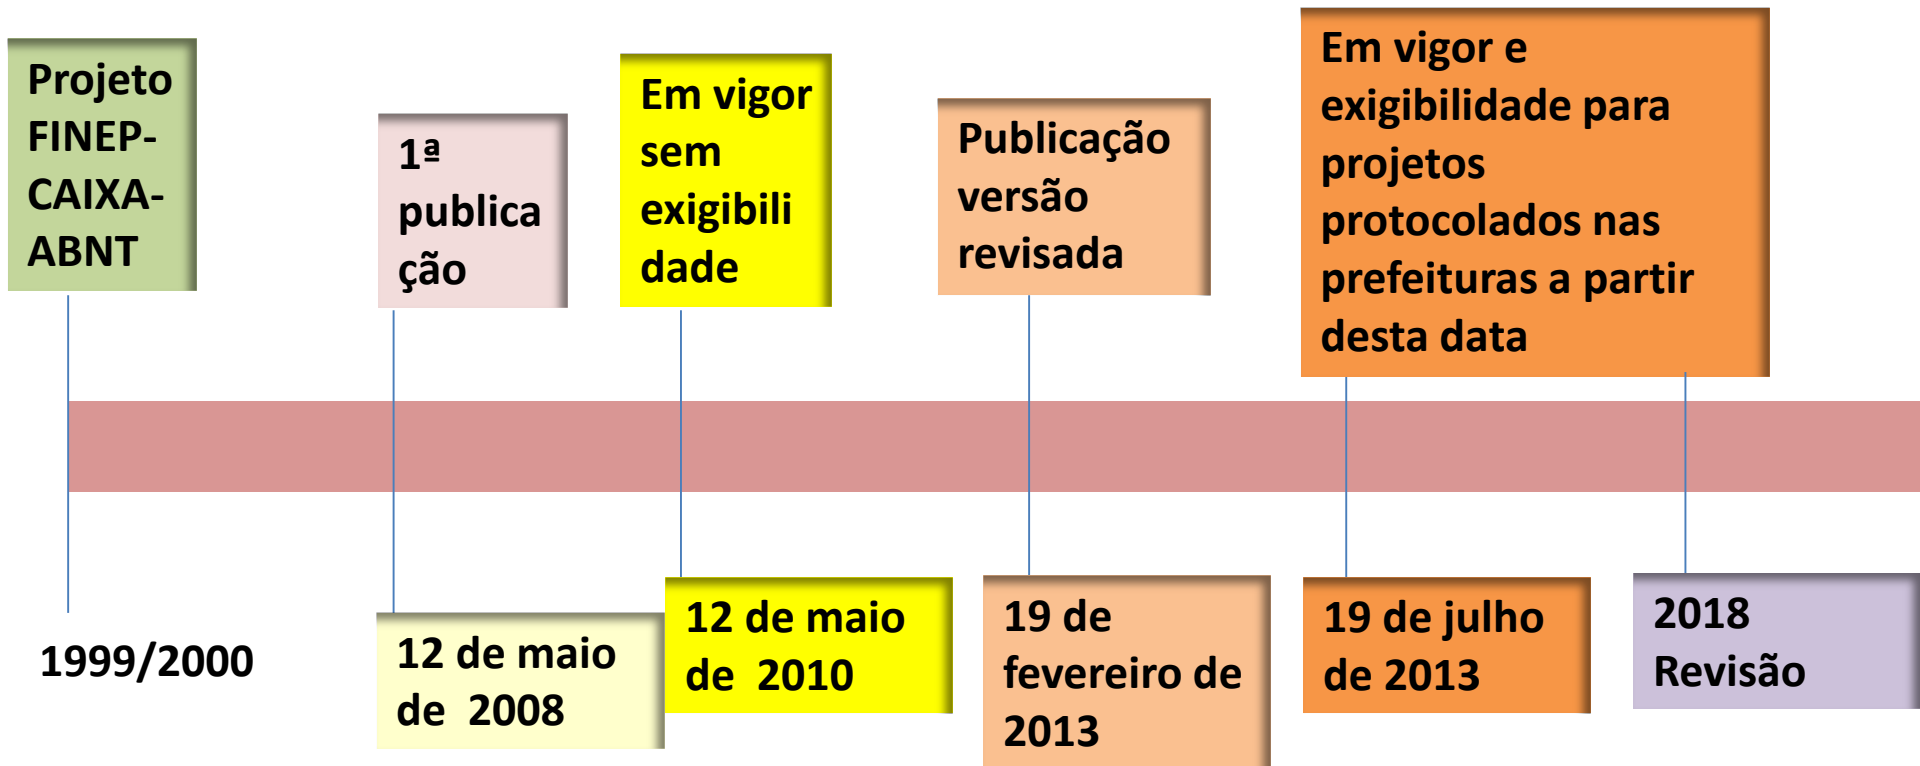 Projeto
FINEP-
CAIXA-
ABNT
1ª
publica
ção
Em vigor
sem
exigibili
dade
Publicação
versão
revisada
Em vigor e
exigibilidade para
projetos
protocolados nas
prefeituras a partir
desta data
1999/2000
12 de maio
de 2008
12 de maio
de 2010
19 de
fevereiro de
2013
19 de julho
de 2013
2018
Revisão